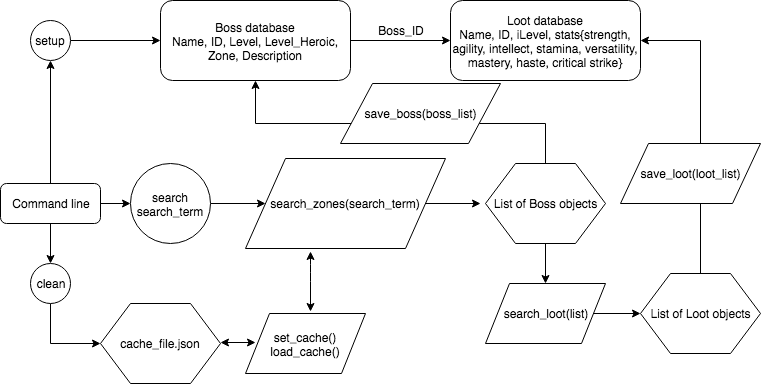 setup
Boss database
Name, ID, Level, Level_Heroic,
Zone, Description
Boss_ID
Loot database
Name, ID, iLevel, stats{strength,
agility, intellect, stamina, versatility,
mastery, haste, critical strike}
save_boss(boss_list)
save_loot(loot_list)
Command line
search
search_term
search_zones(search_term)
List of Boss objects
clean
cache_file.json
set_cache()
load_cache()
search_loot(list)
List of Loot objects